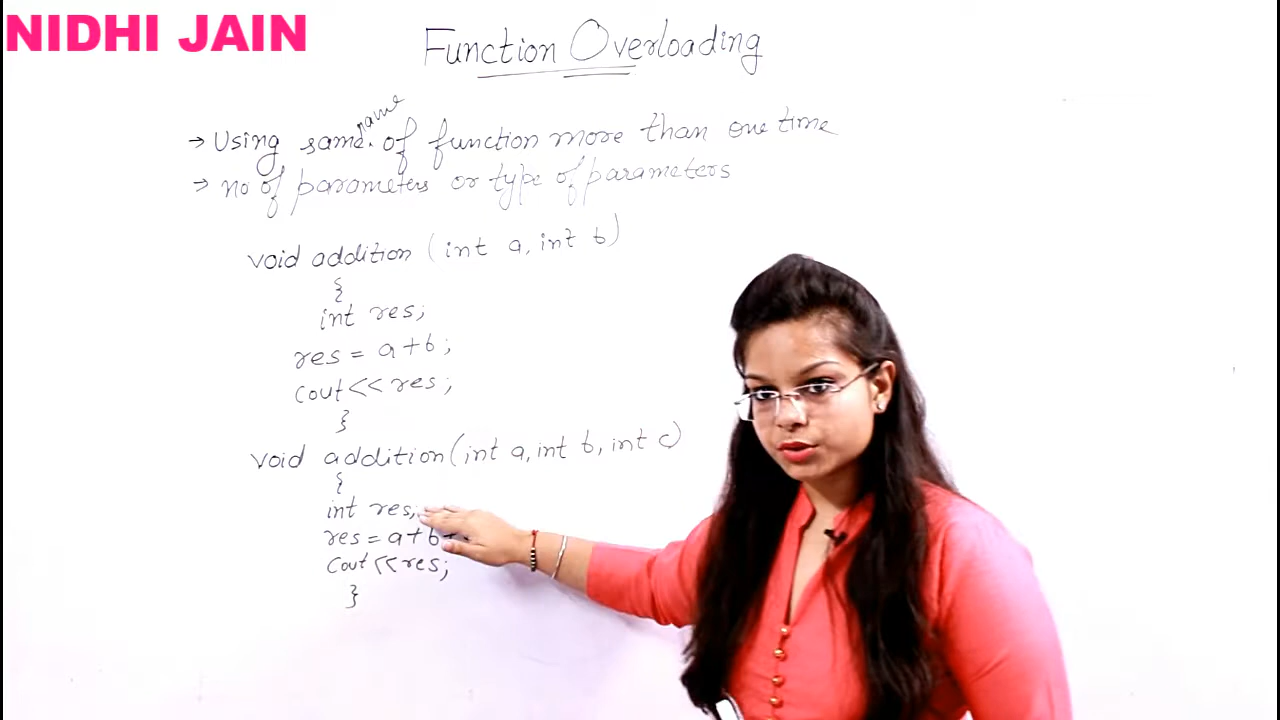 NIDHI JAIN
Function Overloading
→ Using same name of function more than one time
→ no of parameters or type of parameters
void addition (int a, int b)
{
int res;
res = a+b;
cout<< res;
}
void addition (int a, int b, int c)
{
int res;
res = a+b
cout<<res;
}